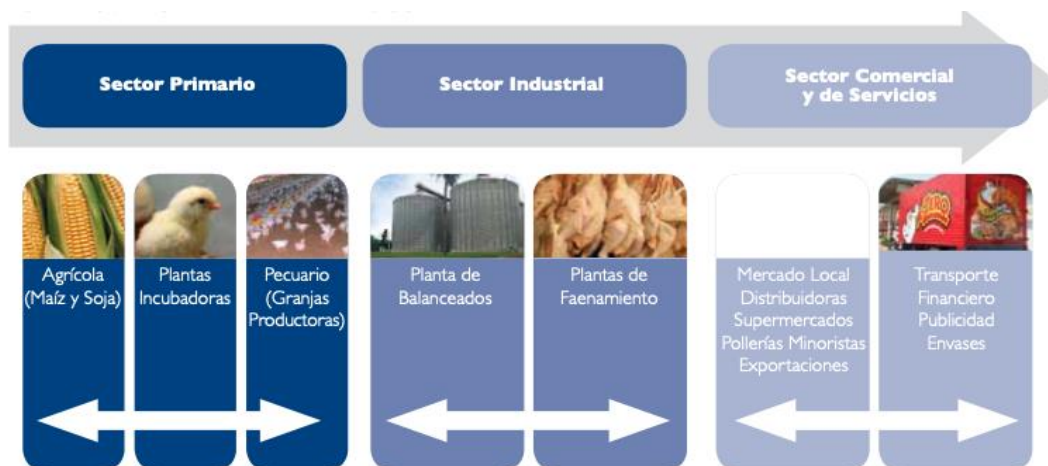 Sector Primario
Sector Industrial
Sector Comercial
y de Servicios
Agrícola
(Maíz y Soja)
Plantas
Incubadoras
Pecuario
(Granjas
Productoras)
Planta de
Balanceados
Plantas de
Faenamiento
Mercado Local
Distribuidoras
Supermercados
Pollerías Minoristas
Exportaciones
Transporte
Financiero
Publicidad
Envases